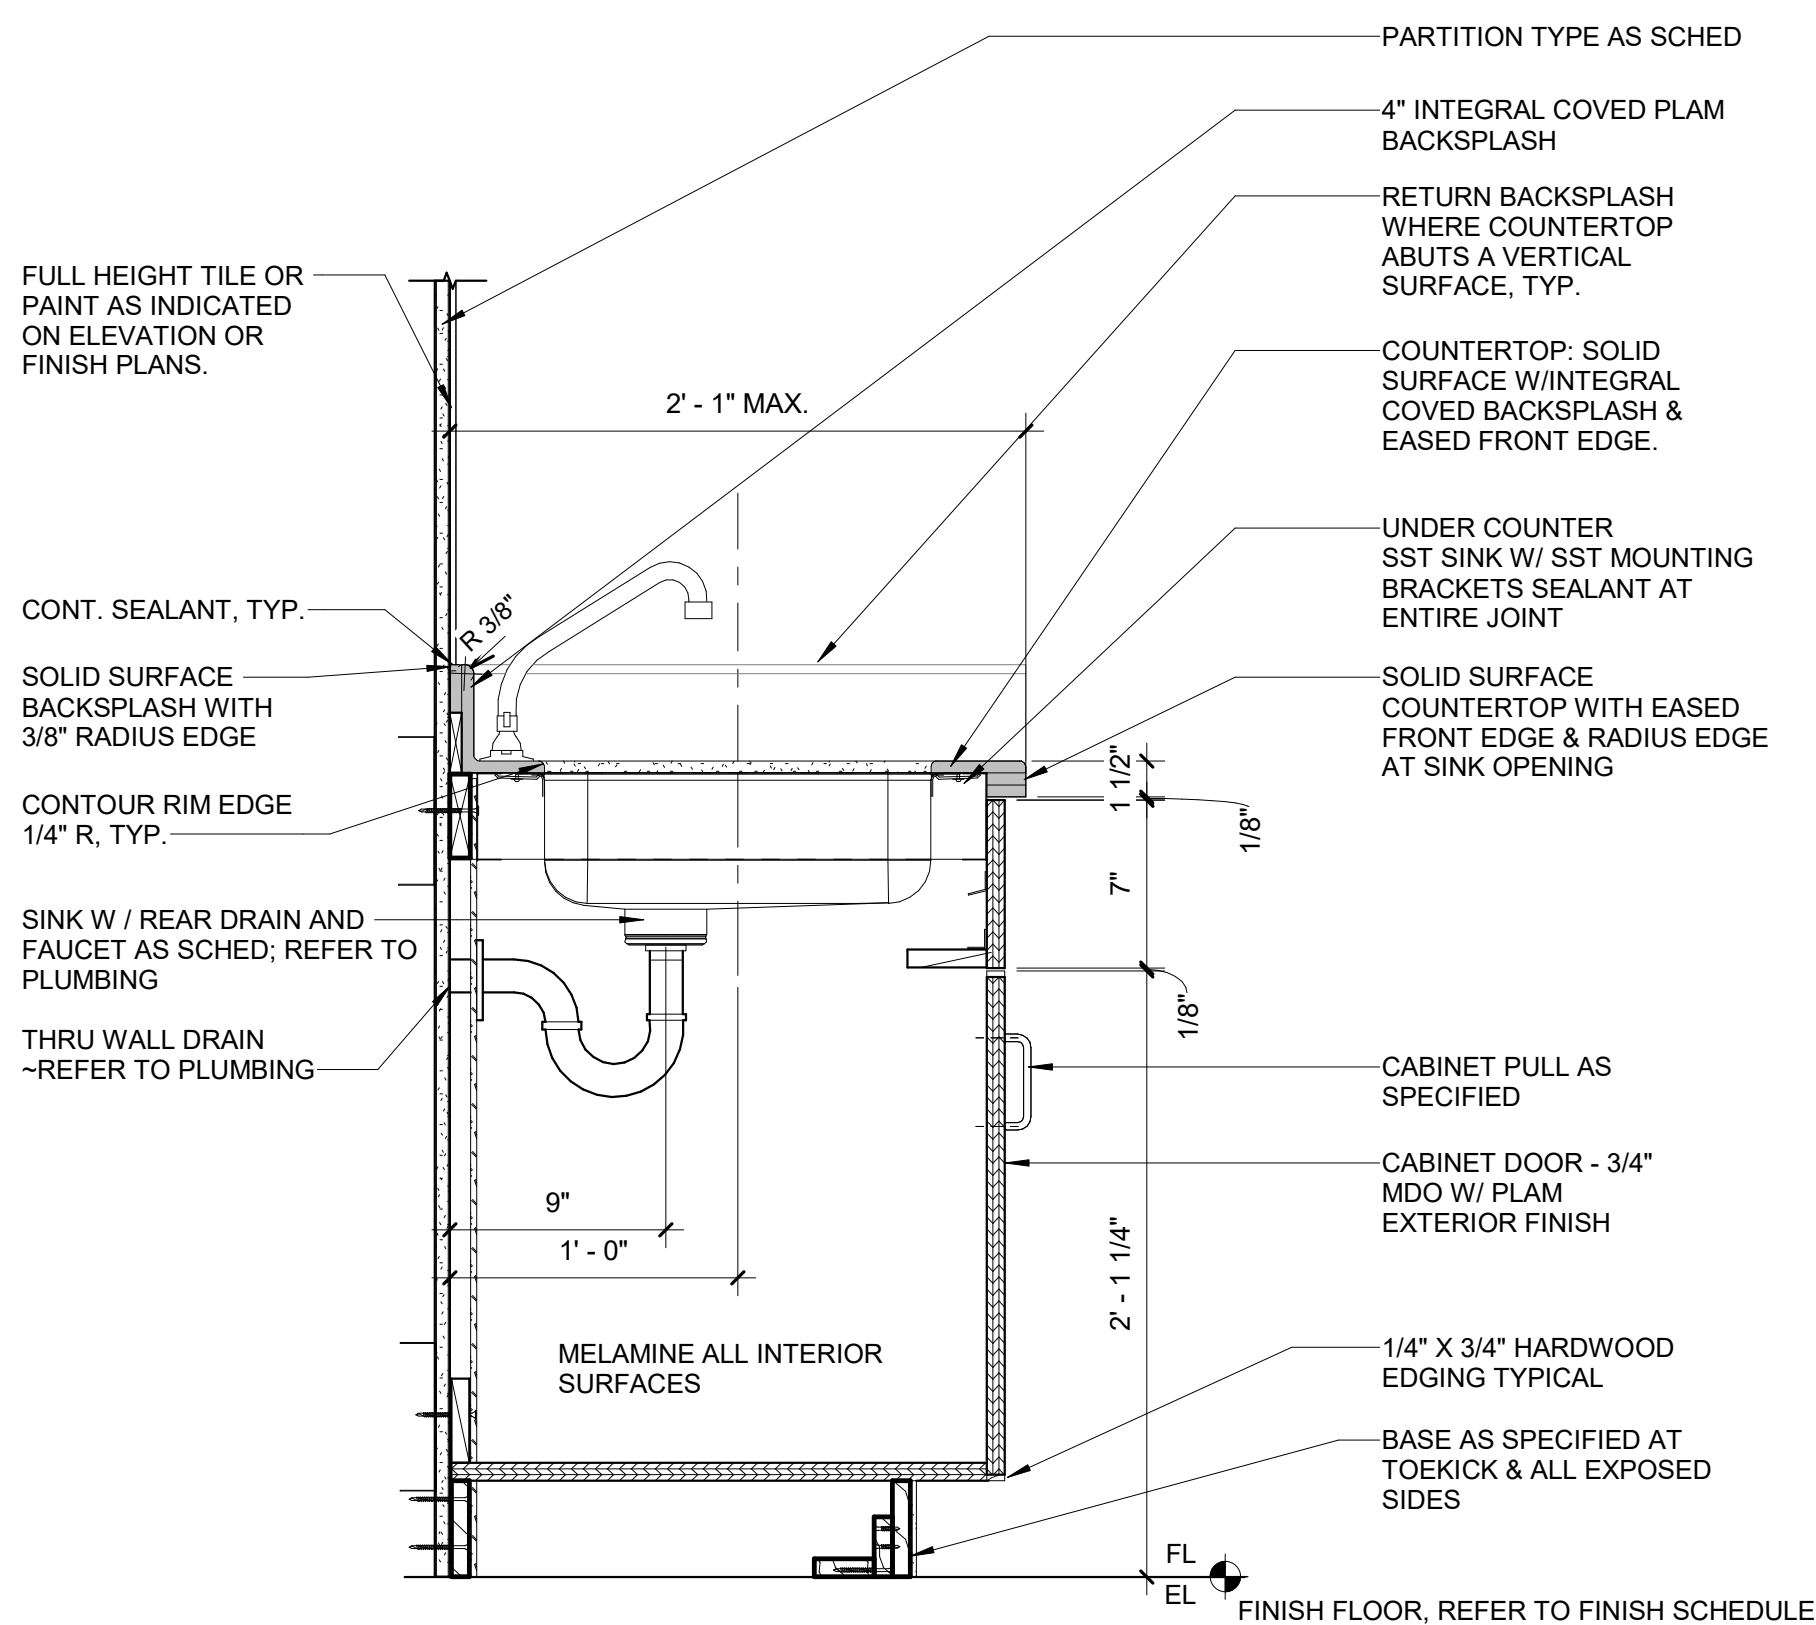 PARTITION TYPE AS SCHED
4" INTEGRAL COVED PLAM
BACKSPLASH
RETURN BACKSPLASH
WHERE COUNTERTOP
ABUTS A VERTICAL
SURFACE, TYP.
FULL HEIGHT TILE OR
PAINT AS INDICATED
ON ELEVATION OR
FINISH PLANS.
COUNTERTOP: SOLID
SURFACE W/INTEGRAL
COVED BACKSPLASH &
EASED FRONT EDGE.
2' - 1" MAX.
UNDER COUNTER
SST SINK W/ SST MOUNTING
BRACKETS SEALANT AT
ENTIRE JOINT
CONT. SEALANT, TYP.
R 3/8"
SOLID SURFACE
BACKSPLASH WITH
3/8" RADIUS EDGE
SOLID SURFACE
COUNTERTOP WITH EASED
FRONT EDGE & RADIUS EDGE
AT SINK OPENING
1 1/2"
CONTOUR RIM EDGE
1/4" R, TYP.
1/8"
7"
SINK W / REAR DRAIN AND
FAUCET AS SCHED; REFER TO
PLUMBING
1/8"
THRU WALL DRAIN
~REFER TO PLUMBING
CABINET PULL AS
SPECIFIED
CABINET DOOR - 3/4"
MDO W/ PLAM
EXTERIOR FINISH
9"
1' - 0"
2' - 1 1/4"
MELAMINE ALL INTERIOR
SURFACES
1/4" X 3/4" HARDWOOD
EDGING TYPICAL
BASE AS SPECIFIED AT
TOEKICK & ALL EXPOSED
SIDES
FL
EL
FINISH FLOOR, REFER TO FINISH SCHEDULE